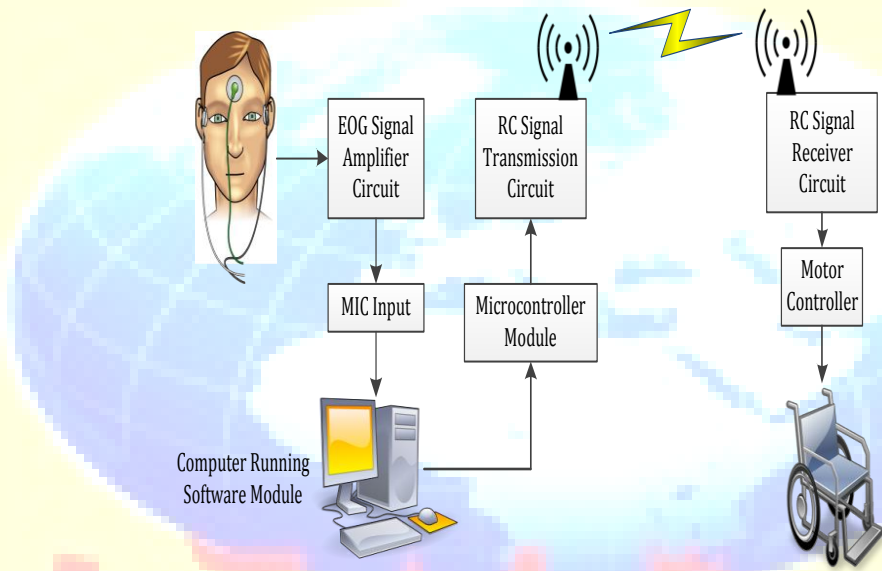 EOG Signal
Amplifier
Circuit
RC Signal
Transmission
Circuit
RC Signal
Receiver
Circuit
MIC Input
Microcontroller
Module
Motor
Controller
Computer Running
Software Module